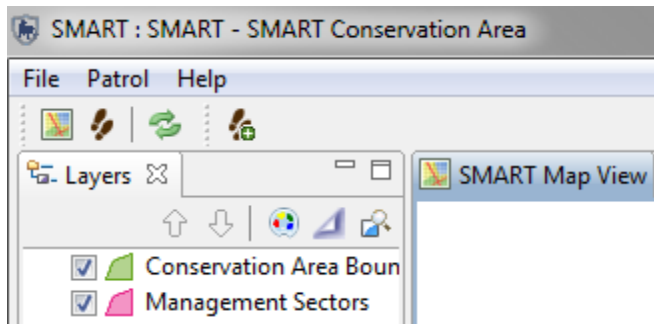 SMART : SMART - SMART Conservation Area
File Patrol Help
Layers
SMART Map View
Conservation Area Boun
Management Sectors